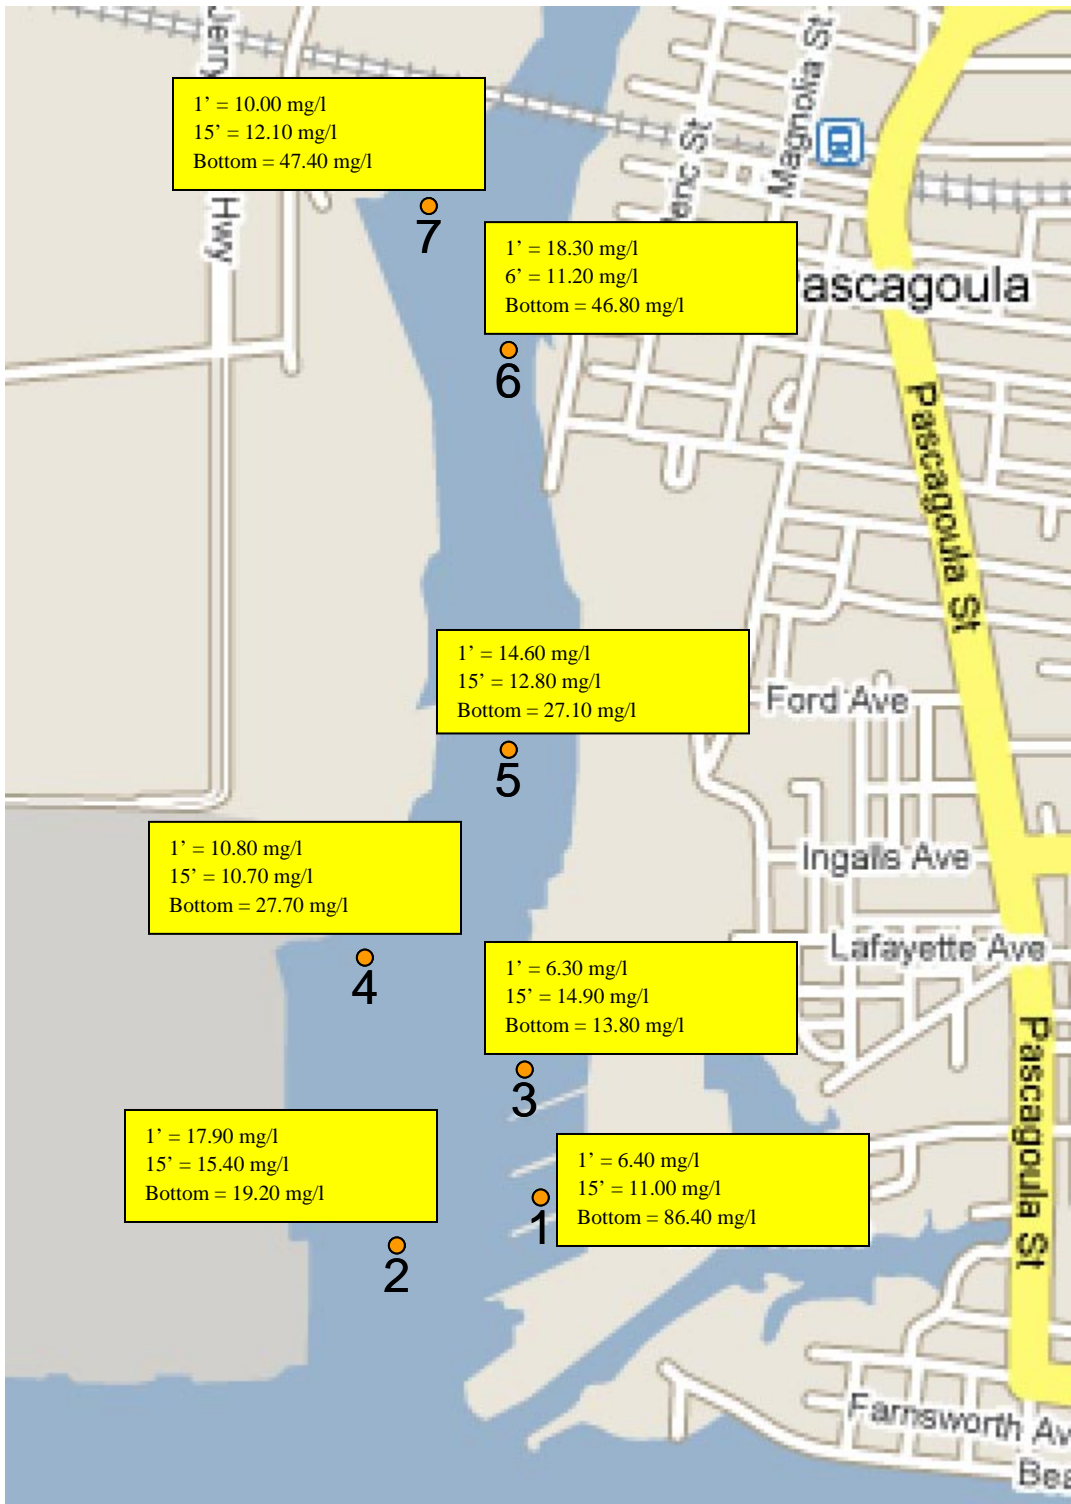 Jerry
Hwy
Magnolia St
1’ = 10.00 mg/l
15’ = 12.10 mg/l
Bottom = 47.40 mg/l
7
1’ = 18.30 mg/l
6’ = 11.20 mg/l
Bottom = 46.80 mg/l
ascagoula
6
Pascagoula St
1’ = 14.60 mg/l
15’ = 12.80 mg/l
Bottom = 27.10 mg/l
Ford Ave
5
1’ = 10.80 mg/l
15’ = 10.70 mg/l
Bottom = 27.70 mg/l
Ingalls Ave
Lafayette Ave
4
1’ = 6.30 mg/l
15’ = 14.90 mg/l
Bottom = 13.80 mg/l
3
Pascagoula St
1’ = 17.90 mg/l
15’ = 15.40 mg/l
Bottom = 19.20 mg/l
1’ = 6.40 mg/l
15’ = 11.00 mg/l
Bottom = 86.40 mg/l
1
2
Farnsworth Av
Bea